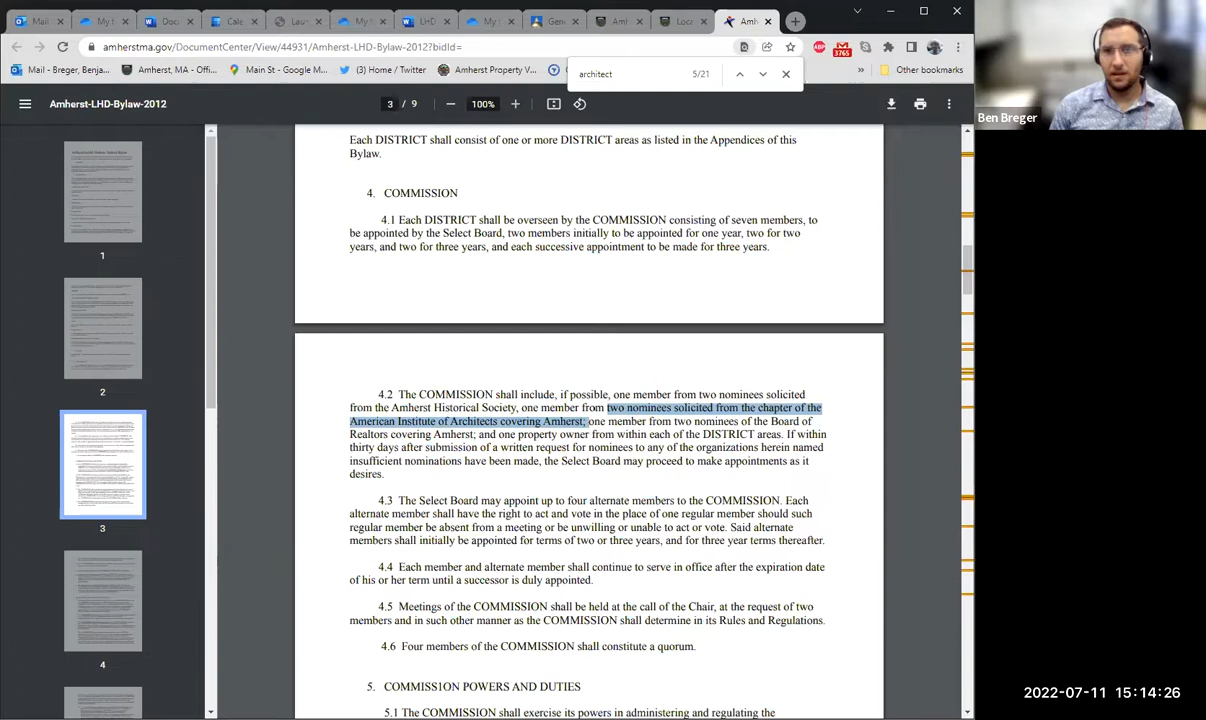 Mail
My t
Docu
Cale
Laun
My t
LHD
My S
Gene
Amh
Loca
Amh
amherstma.gov/DocumentCenter/View/44931/Amherst-LHD-Bylaw-2012?bidId=
3765
Mail - Breger, Benja...
Amherst, MA - Offi...
Main St - Google M...
(3) Home / Twitter
Amherst Property V...
»
Other bookmarks
architect
5/21
Ben Breger
Amherst-LHD-Bylaw-2012
3 / 9
100%
1
2
3
4
Each DISTRICT shall consist of one or more DISTRICT areas as listed in the Appendices of this
Bylaw.
4. COMMISSION
4.1 Each DISTRICT shall be overseen by the COMMISSION consisting of seven members, to
be appointed by the Select Board, two members initially to be appointed for one year, two for two
years, and two for three years, and each successive appointment to be made for three years.
4.2 The COMMISSION shall include, if possible, one member from two nominees solicited
from the Amherst Historical Society, one member from two nominees solicited from the chapter of the
American Institute of Architects covering Amherst; one member from two nominees of the Board of
Realtors covering Amherst; and one property owner from within each of the DISTRICT areas. If within
thirty days after submission of a written request for nominees to any of the organizations herein named
insufficient nominations have been made, the Select Board may proceed to make appointments as it
desires.
4.3 The Select Board may appoint up to four alternate members to the COMMISSION. Each
alternate member shall have the right to act and vote in the place of one regular member should such
regular member be absent from a meeting or be unwilling or unable to act or vote. Said alternate
members shall initially be appointed for terms of two or three years, and for three year terms thereafter.
4.4 Each member and alternate member shall continue to serve in office after the expiration date
of his or her term until a successor is duly appointed.
4.5 Meetings of the COMMISSION shall be held at the call of the Chair, at the request of two
members and in such other manner as the COMMISSION shall determine in its Rules and Regulations.
4.6 Four members of the COMMISSION shall constitute a quorum.
5. COMMISSION POWERS AND DUTIES
5.1 The COMMISSION shall exercise its powers in administering and regulating the
2022-07-11 15:14:26